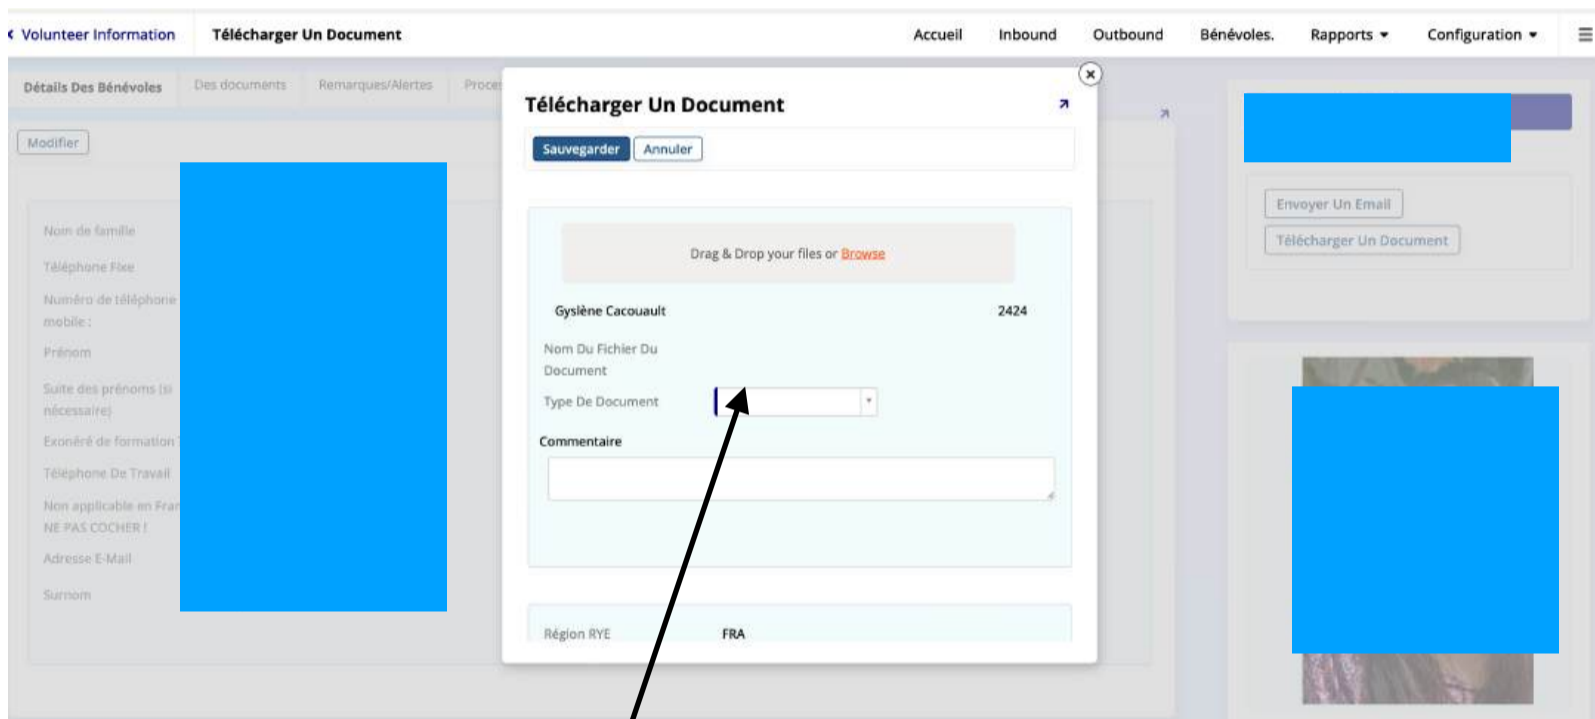 Volunteer Information
Télécharger Un Document
Accueil
Inbound
Outbound
Bénévoles.
Rapports
Configuration
Détails Des Bénévoles
Des documents
Remarques/Alertes
Modifier
Nom de famille
Téléphone Fixe
Numéro de téléphone
mobile :
Prénom
Suite des prénoms (si
nécessaire)
Exonéré de formation
Téléphone De Travail
Non applicable en
NE PAS COCHER !
Adresse E-Mail
Surnom
Télécharger Un Document
Sauvegarder
Annuler
Drag & Drop your files or Browse
Gyslène Cacouault
2424
Nom Du Fichier Du
Document
Type De Document
Commentaire
Région RYE
FRA
Envoyer Un Email
Télécharger Un Document